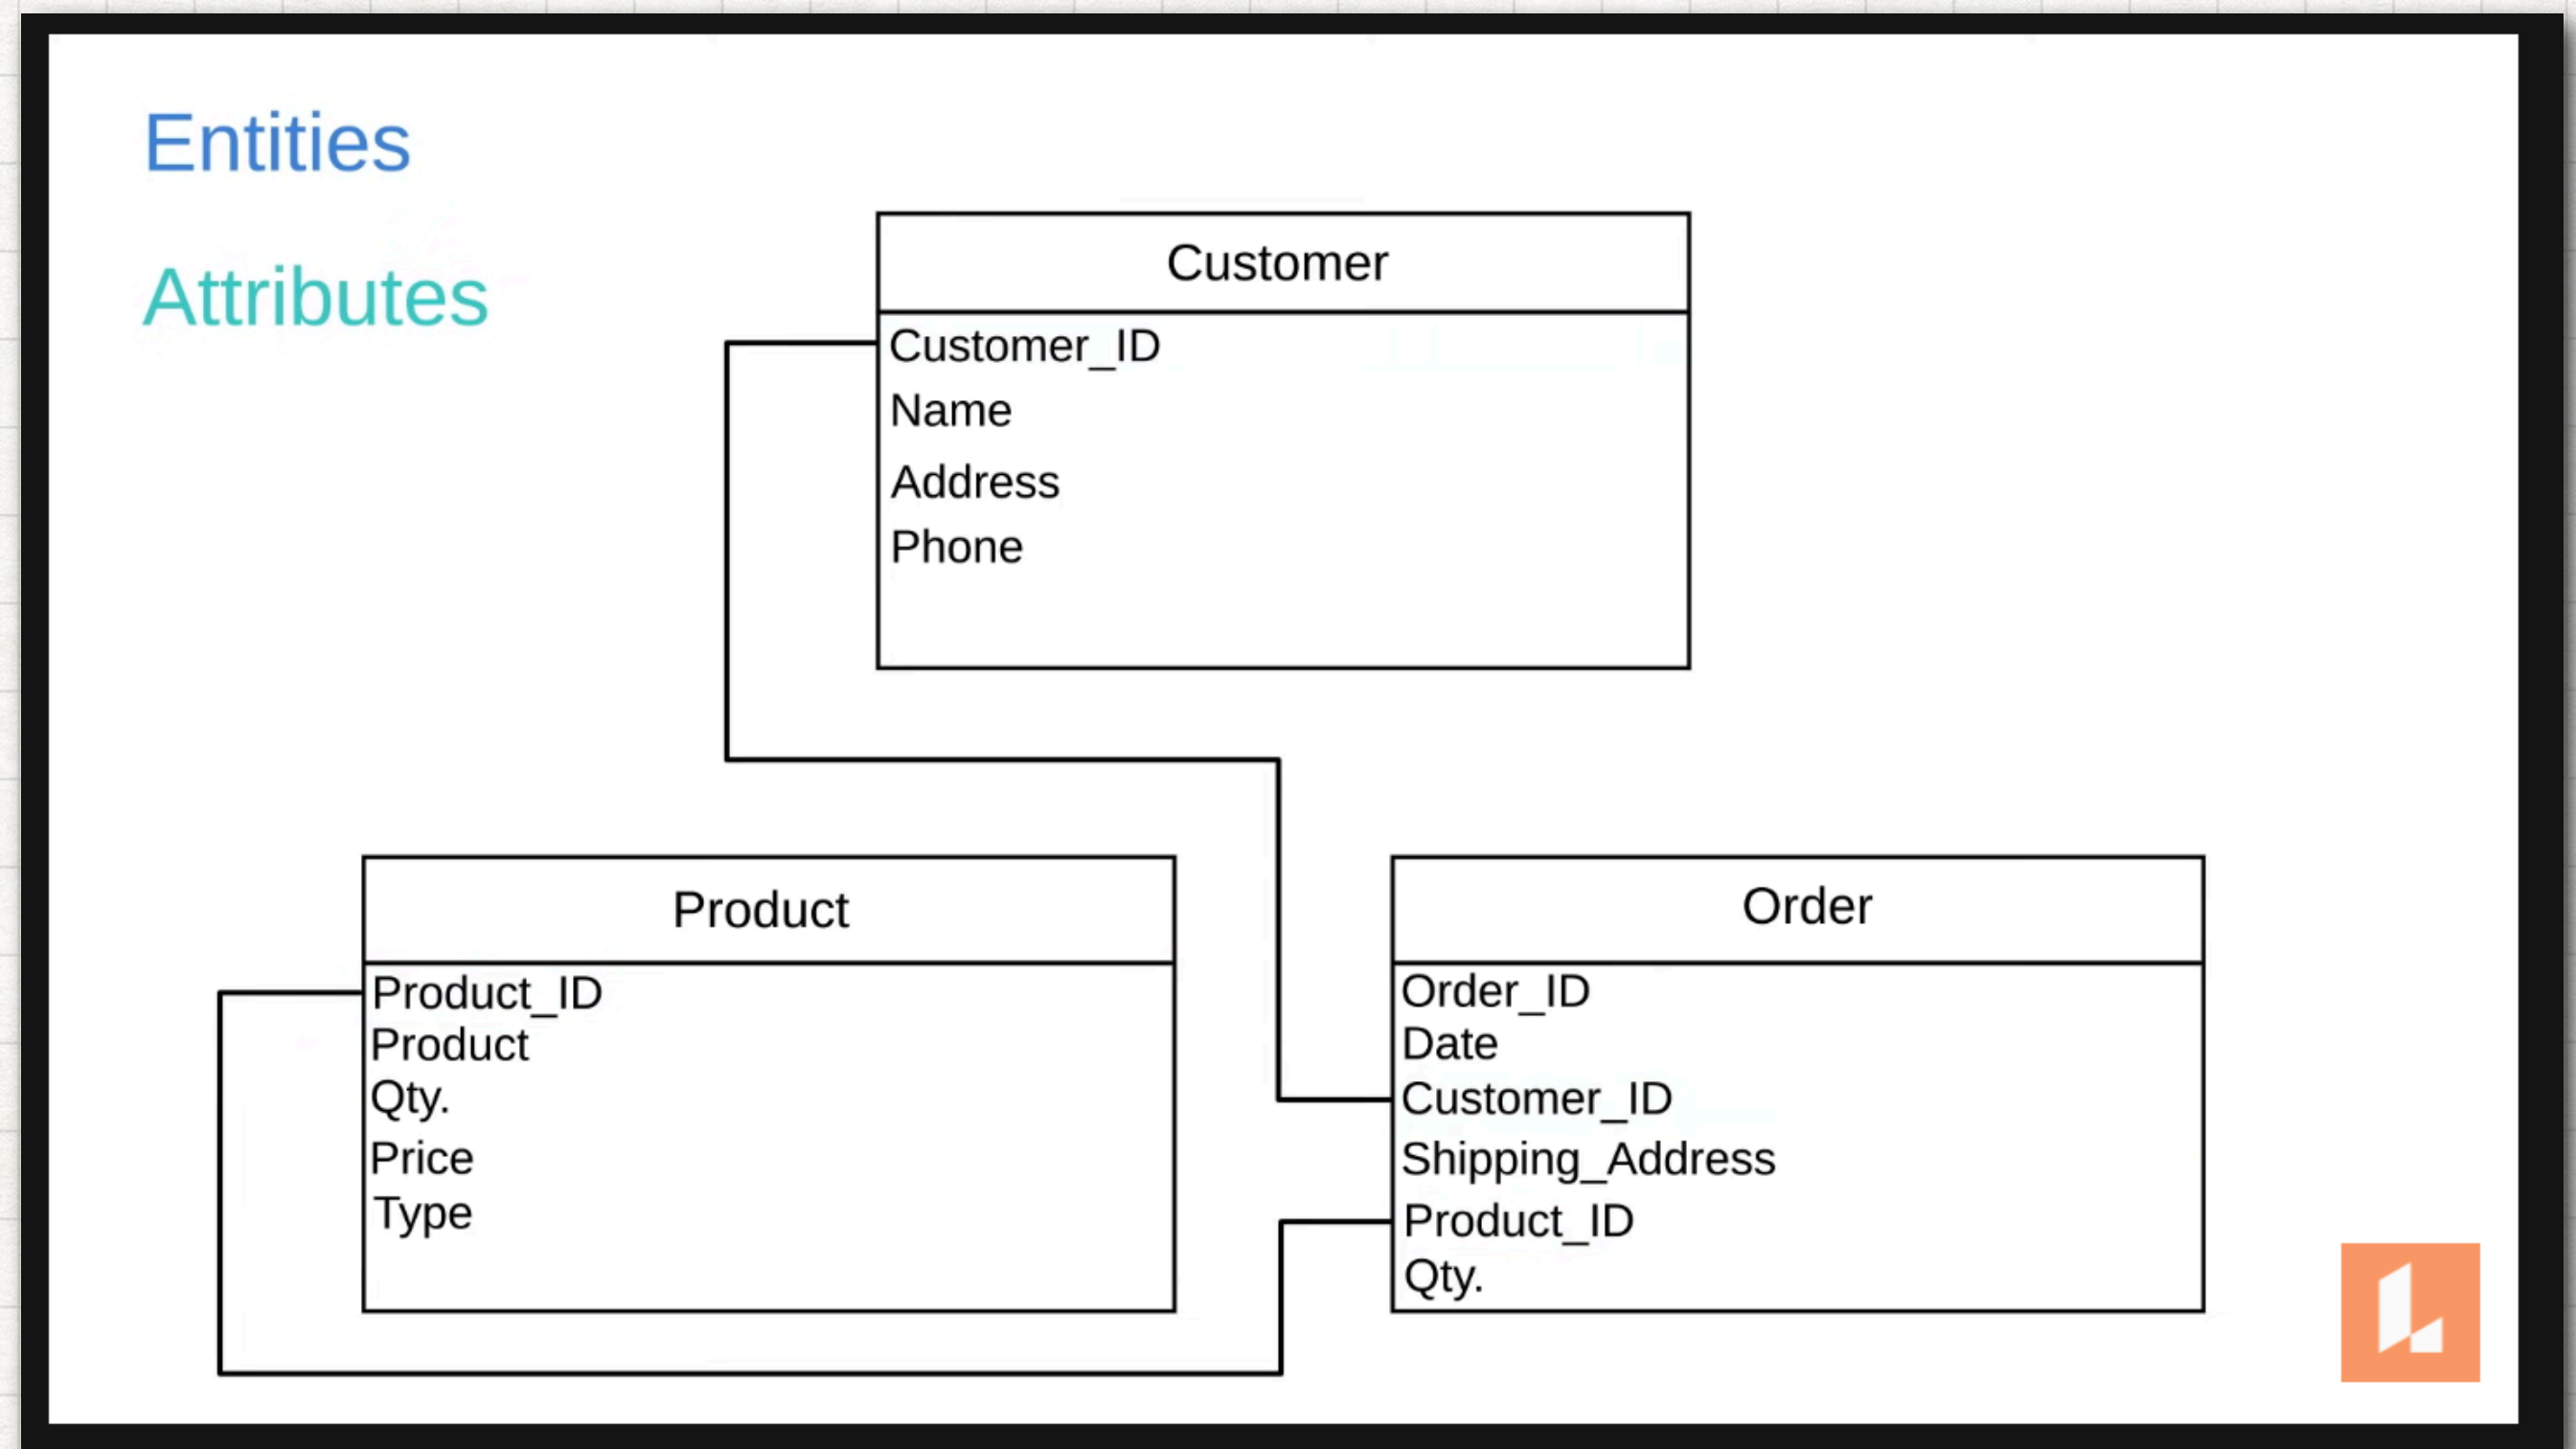 Entities
Attributes
Customer
Customer_ID
Name
Address
Phone
Product
Product_ID
Product
Qty.
Price
Type
Order
Order_ID
Date
Customer_ID
Shipping_Address
Product_ID
Qty.